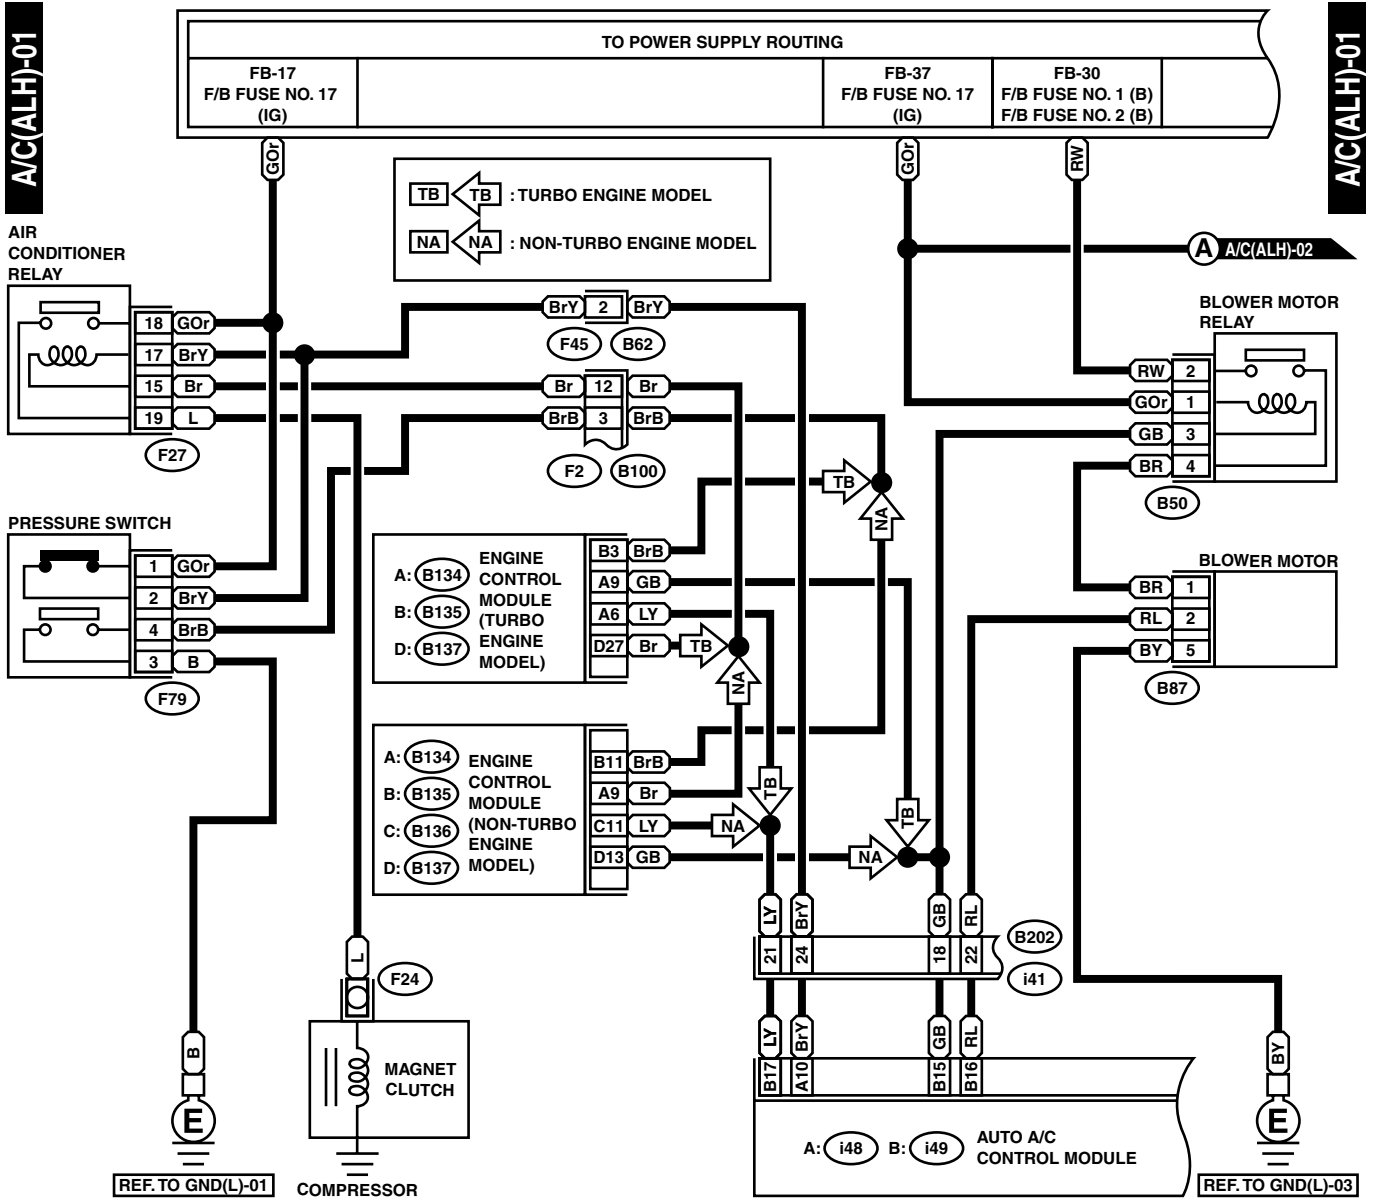 A/C(ALH)-01
A/C(ALH)-01
TO POWER SUPPLY ROUTING
FB-17
F/B FUSE NO. 17
(IG)
FB-37
F/B FUSE NO. 17
(IG)
FB-30
F/B FUSE NO. 1 (B)
F/B FUSE NO. 2 (B)
GOr
GOr
RW
TB TB : TURBO ENGINE MODEL
NA NA : NON-TURBO ENGINE MODEL
A A/C(ALH)-02
AIR
CONDITIONER
RELAY
18 GOr
17 BrY
15 Br
19 L
F27
BrY 2 BrY
F45 B62
Br 12 Br
BrB 3 BrB
F2 B100
BLOWER MOTOR
RELAY
RW 2
GOr 1
GB 3
BR 4
B50
PRESSURE SWITCH
1 GOr
2 BrY
4 BrB
3 B
F79
A: B134
B: B135
D: B137
ENGINE
CONTROL
MODULE
(TURBO
ENGINE
MODEL)
B3 BrB
A9 GB
A6 LY
D27 Br
TB
NA
TB
NA
BLOWER MOTOR
BR 1
RL 2
BY 5
B87
A: B134
B: B135
C: B136
D: B137
ENGINE
CONTROL
MODULE
(NON-TURBO
ENGINE
MODEL)
B11 BrB
A9 Br
C11 LY
D13 GB
TB
NA
TB
NA
LY BrY GB RL
21 24 18 22
B202
i41
LY BrY GB RL
B17 A10 B15 B16
A: i48 B: i49
AUTO A/C
CONTROL MODULE
L
F24
MAGNET
CLUTCH
COMPRESSOR
B
E
REF. TO GND(L)-01
BY
E
REF. TO GND(L)-03